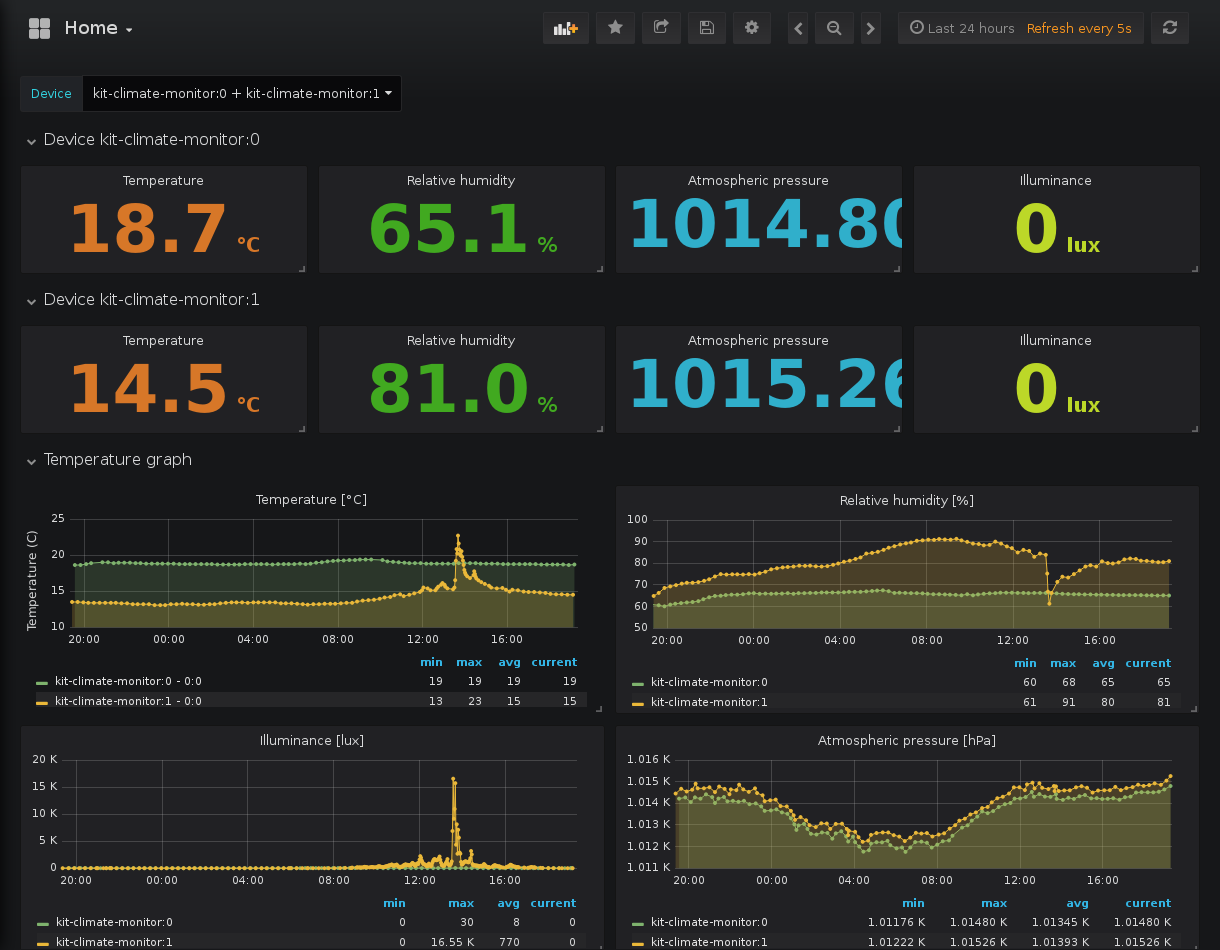 Home
Last 24 hours Refresh every 5s
Device kit-climate-monitor:0 + kit-climate-monitor:1
Device kit-climate-monitor:0
Temperature Relative humidity Atmospheric pressure Illuminance
18.7 °C 65.1 % 1014.80 0 lux
Device kit-climate-monitor:1
Temperature Relative humidity Atmospheric pressure Illuminance
14.5 °C 81.0 % 1015.26 0 lux
Temperature graph
Temperature [°C]
Temperature (C)
25
20
15
10
20:00 00:00 04:00 08:00 12:00 16:00
min max avg current
kit-climate-monitor:0 - 0:0 19 19 19 19
kit-climate-monitor:1 - 0:0 13 23 15 15
Relative humidity [%]
100
90
80
70
60
50
20:00 00:00 04:00 08:00 12:00 16:00
min max avg current
kit-climate-monitor:0 60 68 65 65
kit-climate-monitor:1 61 91 80 81
Illuminance [lux]
20 K
15 K
10 K
5 K
0
20:00 00:00 04:00 08:00 12:00 16:00
min max avg current
kit-climate-monitor:0 0 30 8 0
kit-climate-monitor:1 0 16.55 K 770 0
Atmospheric pressure [hPa]
1.016 K
1.015 K
1.014 K
1.013 K
1.012 K
1.011 K
20:00 00:00 04:00 08:00 12:00 16:00
min max avg current
kit-climate-monitor:0 1.01176 K 1.01480 K 1.01345 K 1.01480 K
kit-climate-monitor:1 1.01222 K 1.01526 K 1.01393 K 1.01526 K